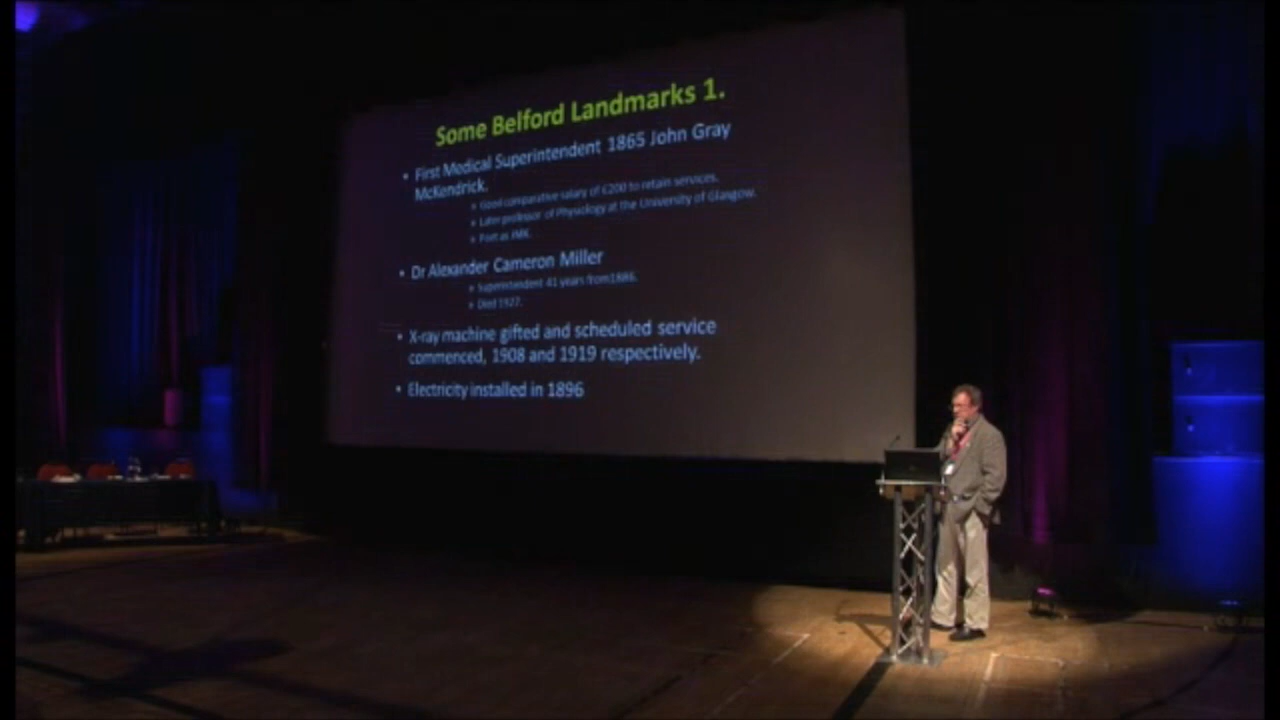 Some Belford Landmarks 1.
• First Medical Superintendent 1865 John Gray
McKendrick.
» Good comparative salary of £200 to retain services.
» Later professor of Physiology at the University of Glasgow.
» Port as
• Dr Alexander Cameron Miller
» Superintendent 41 years from1886.
» Died 1927.
• X-ray machine gifted and scheduled service
commenced, 1908 and 1919 respectively.
• Electricity installed in 1896